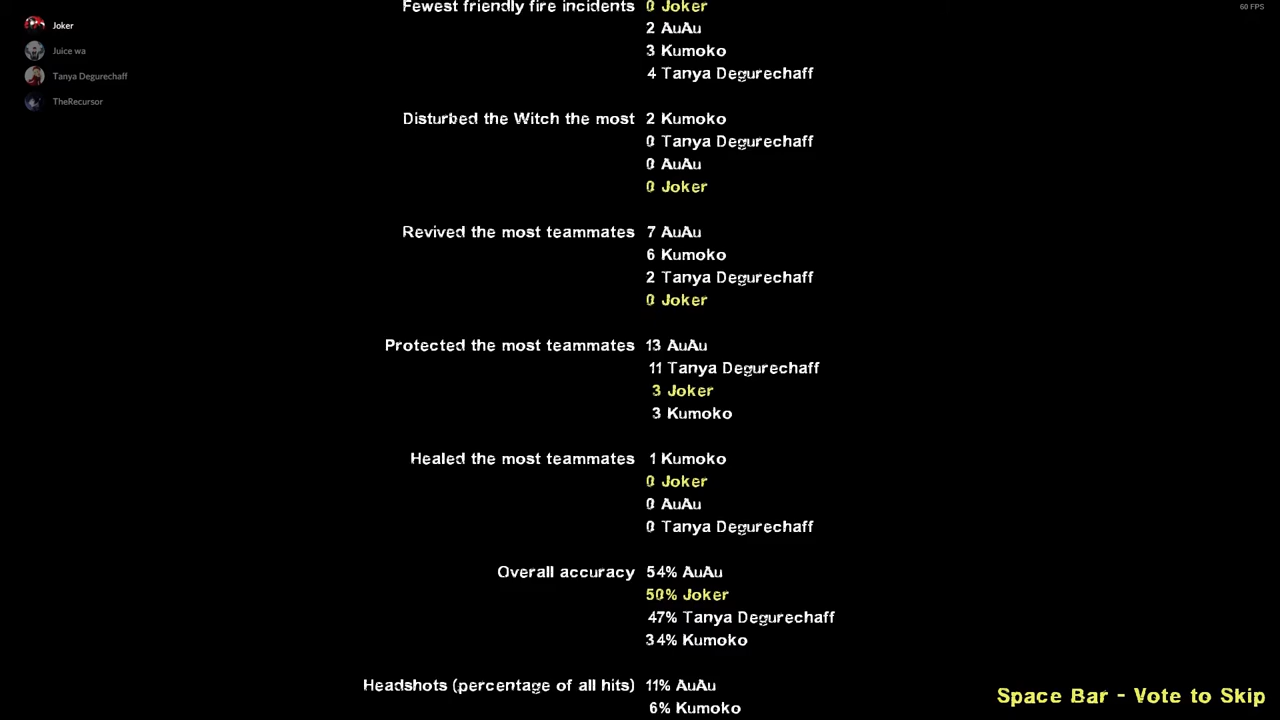 Fewest friendly fire incidents 0 Joker
2 AuAu
3 Kumoko
4 Tanya Degurechaff
Disturbed the Witch the most 2 Kumoko
0 Tanya Degurechaff
0 AuAu
0 Joker
Revived the most teammates 7 AuAu
6 Kumoko
2 Tanya Degurechaff
0 Joker
Protected the most teammates 13 AuAu
11 Tanya Degurechaff
3 Joker
3 Kumoko
Healed the most teammates 1 Kumoko
0 Joker
0 AuAu
0 Tanya Degurechaff
Overall accuracy 54% AuAu
50% Joker
47% Tanya Degurechaff
34% Kumoko
Headshots (percentage of all hits) 11% AuAu
6% Kumoko
Joker
Juice wa
Tanya Degurechaff
TheRecursor
60 FPS
Space Bar - Vote to Skip